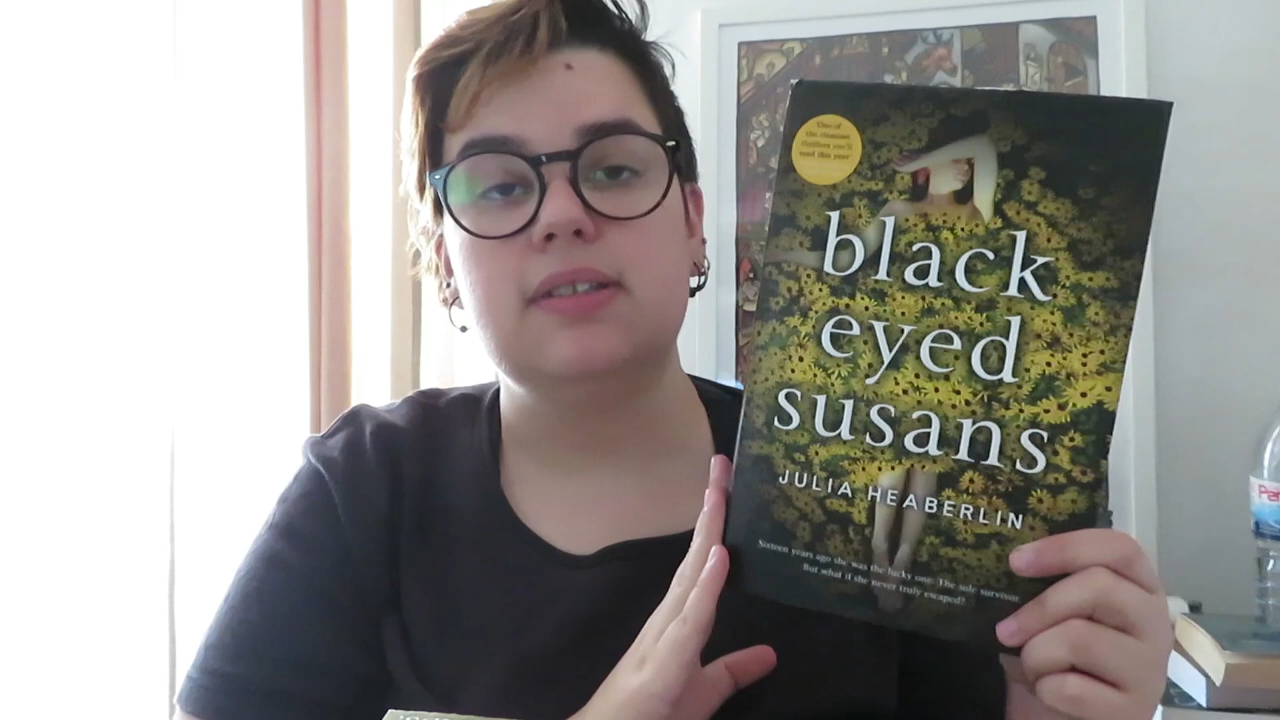 'One of
the classiest
thrillers you'll
read this year'
black
eyed
susans
JULIA HEABERLIN
Sixteen years ago she was the lucky one. The sole survivor.
But what if she never truly escaped?